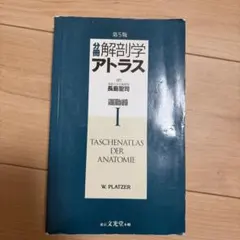 第5版
分冊 解剖学
アトラス
長島聖司
運動器
I
TASCHENATLAS
DER
ANATOMIE
W. PLATZER
文光堂